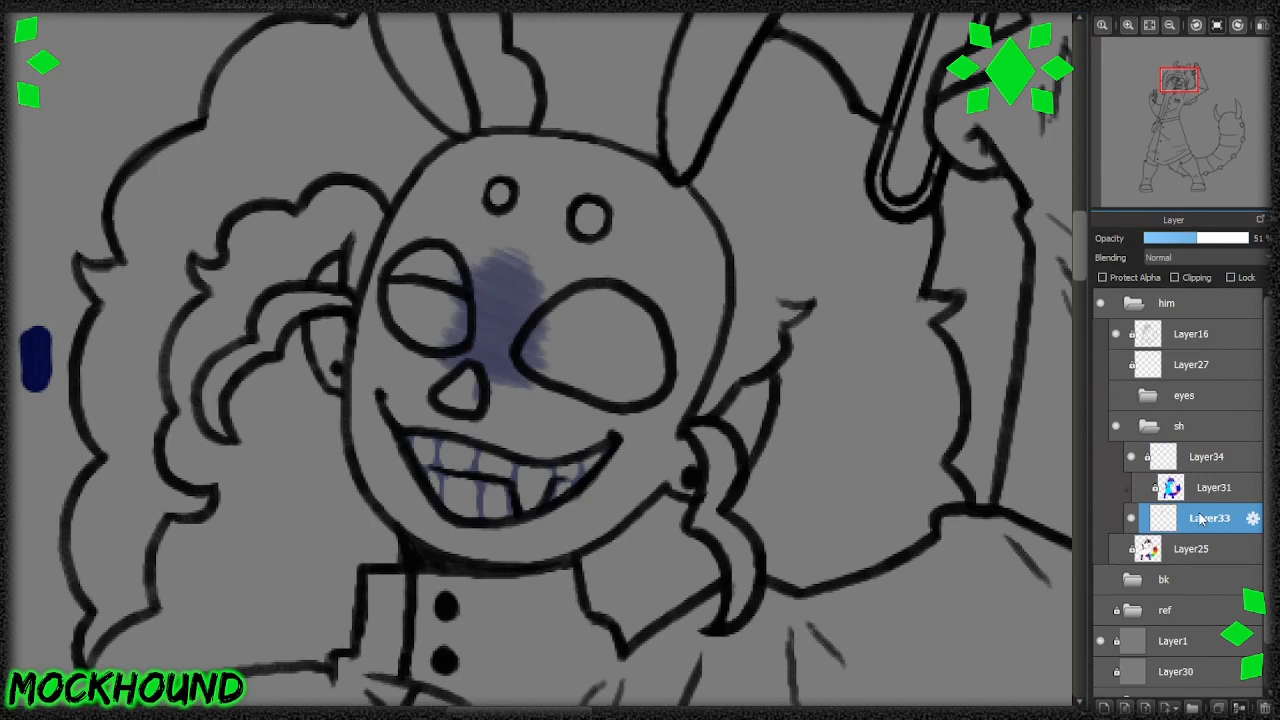 Layer
Opacity 51 %
Blending Normal
Protect Alpha Clipping Lock
him
Layer16
Layer27
eyes
sh
Layer34
Layer31
Layer33
Layer25
bk
ref
Layer1
Layer30
MOCKHOUND